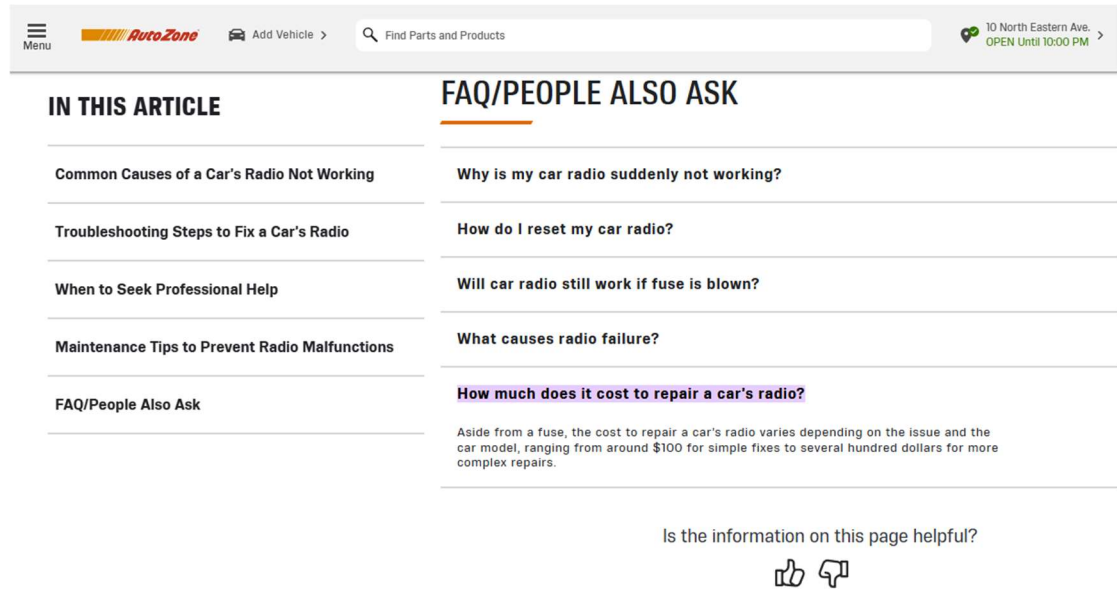 Menu
AutoZone
Add Vehicle >
Find Parts and Products
10 North Eastern Ave.
OPEN Until 10:00 PM
IN THIS ARTICLE
Common Causes of a Car's Radio Not Working
Troubleshooting Steps to Fix a Car's Radio
When to Seek Professional Help
Maintenance Tips to Prevent Radio Malfunctions
FAQ/People Also Ask
FAQ/PEOPLE ALSO ASK
Why is my car radio suddenly not working?
How do I reset my car radio?
Will car radio still work if fuse is blown?
What causes radio failure?
How much does it cost to repair a car's radio?
Aside from a fuse, the cost to repair a car's radio varies depending on the issue and the
car model, ranging from around $100 for simple fixes to several hundred dollars for more
complex repairs.
Is the information on this page helpful?